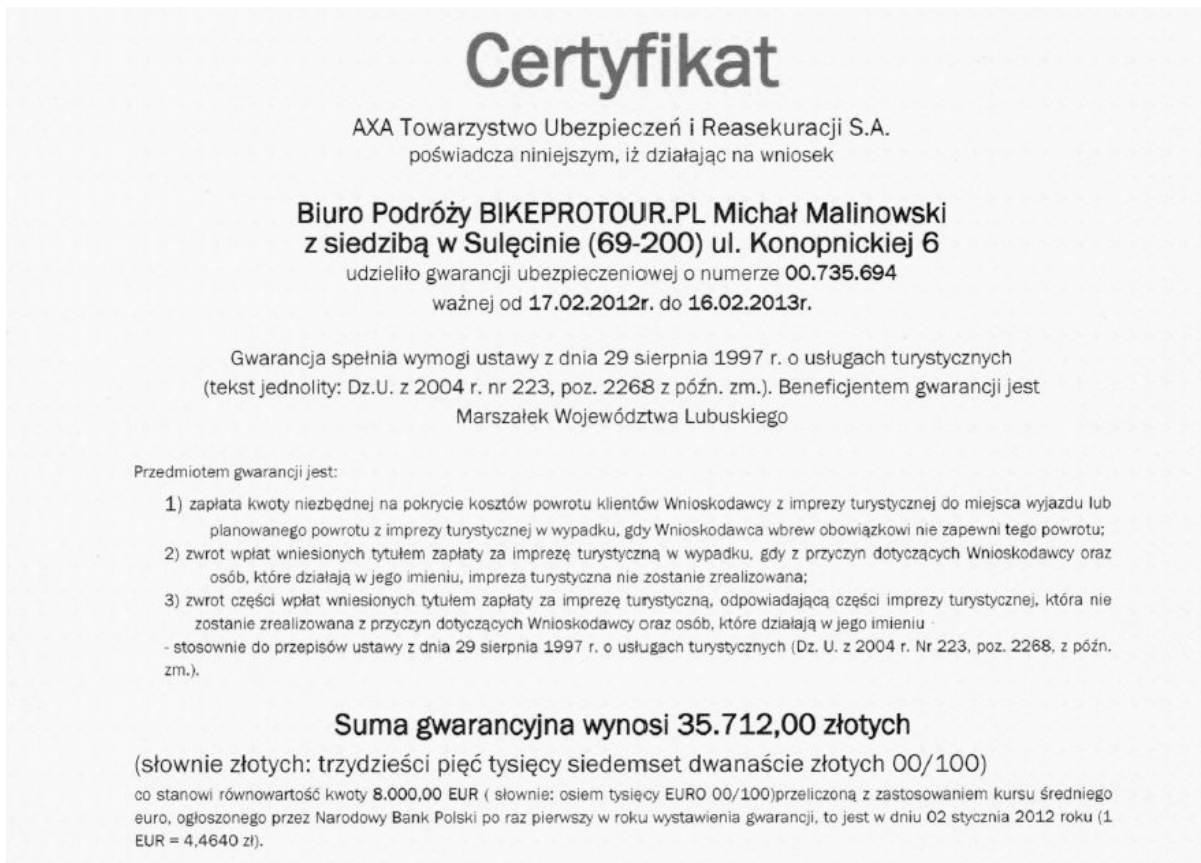 Certyfikat
AXA Towarzystwo Ubezpieczeń i Reasekuracji S.A.
poświadcza niniejszym, iż działając na wniosek
Biuro Podróży BIKEPROTOUR.PL Michał Malinowski
z siedzibą w Sulęcinie (69-200) ul. Konopnickiej 6
udzieliło gwarancji ubezpieczeniowej o numerze 00.735.694
ważnej od 17.02.2012r. do 16.02.2013r.
Gwarancja spełnia wymogi ustawy z dnia 29 sierpnia 1997 r. o usługach turystycznych
(tekst jednolity: Dz.U. z 2004 r. nr 223, poz. 2268 z późn. zm.). Beneficjentem gwarancji jest
Marszałek Województwa Lubuskiego
Przedmiotem gwarancji jest:
1) zapłata kwoty niezbędnej na pokrycie kosztów powrotu klientów Wnioskodawcy z imprezy turystycznej do miejsca wyjazdu lub
planowanego powrotu z imprezy turystycznej w wypadku, gdy Wnioskodawca wbrew obowiązkowi nie zapewni tego powrotu;
2) zwrot wpłat wniesionych tytułem zapłaty za imprezę turystyczną w wypadku, gdy z przyczyn dotyczących Wnioskodawcy oraz
osób, które działają w jego imieniu, impreza turystyczna nie zostanie zrealizowana;
3) zwrot części wpłat wniesionych tytułem zapłaty za imprezę turystyczną, odpowiadającą części imprezy turystycznej, która nie
zostanie zrealizowana z przyczyn dotyczących Wnioskodawcy oraz osób, które działają w jego imieniu
- stosownie do przepisów ustawy z dnia 29 sierpnia 1997 r. o usługach turystycznych (Dz. U. z 2004 r. Nr 223, poz. 2268, z późn.
zm.).
Suma gwarancyjna wynosi 35.712,00 złotych
(słownie złotych: trzydzieści pięć tysięcy siedemset dwanaście złotych 00/100)
co stanowi równowartość kwoty 8.000,00 EUR ( słownie: osiem tysięcy EURO 00/100)przeliczoną z zastosowaniem kursu średniego
euro, ogłoszonego przez Narodowy Bank Polski po raz pierwszy w roku wystawienia gwarancji, to jest w dniu 02 stycznia 2012 roku (1
EUR = 4,4640 zł).